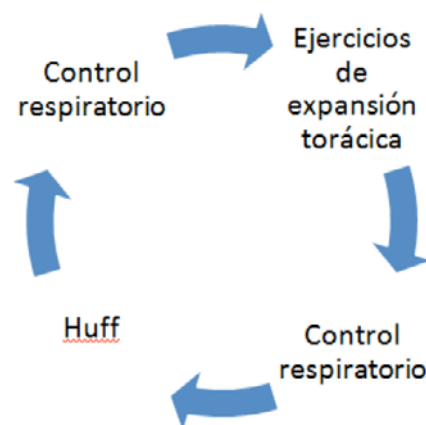 Control
respiratorio
Ejercicios
de
expansión
torácica
Control
respiratorio
Huff